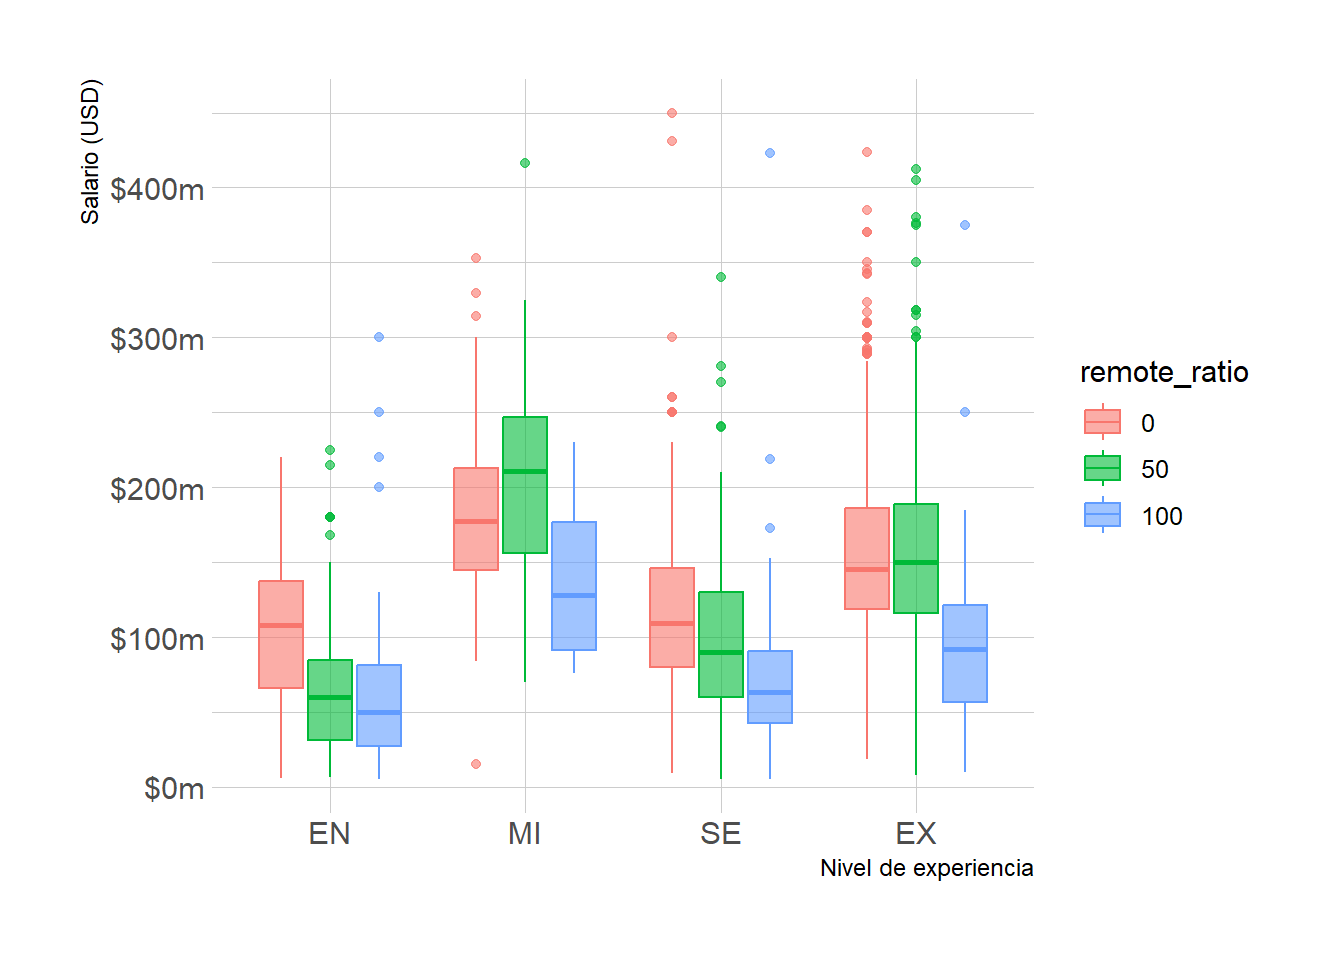 Salario (USD)
$400m
$300m
$200m
$100m
$0m
EN MI SE EX
Nivel de experiencia
remote_ratio
0
50
100